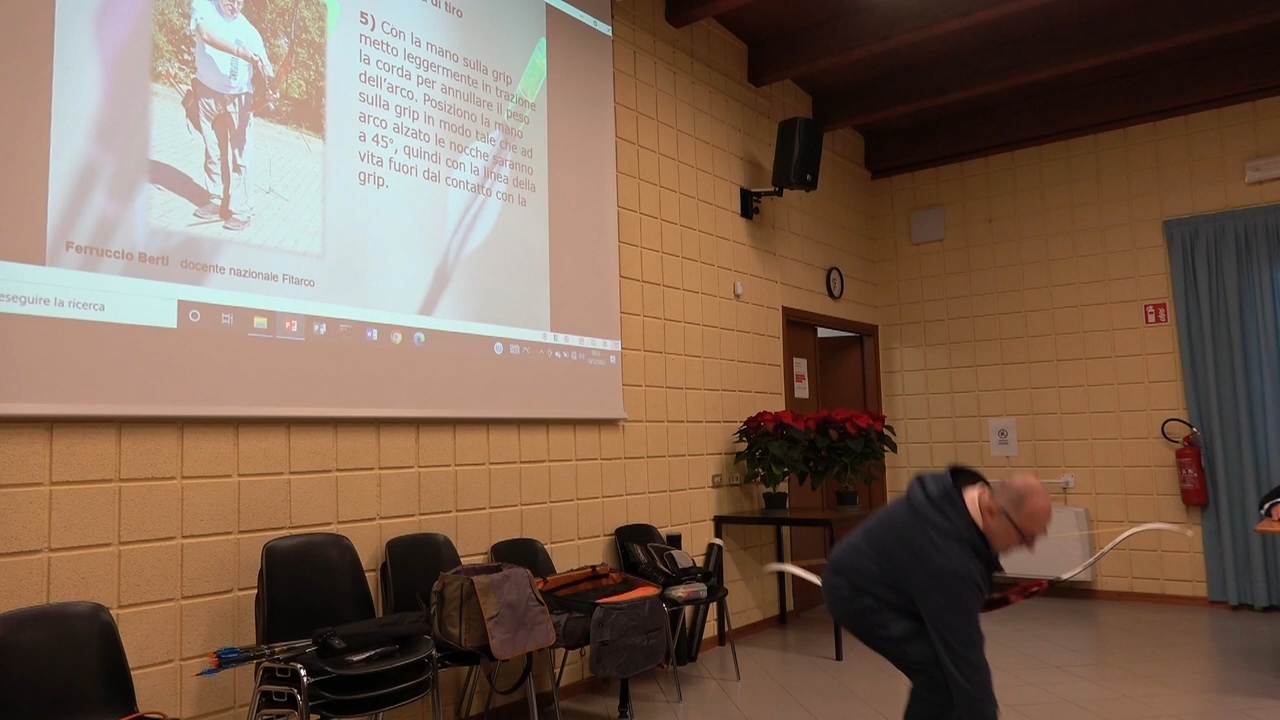 di tiro
5) Con la mano sulla grip
metto leggermente in trazione
la corda per annullare il peso
dell'arco. Posiziono la mano
sulla grip in modo tale che ad
arco alzato le nocche saranno
a 45°, quindi con la linea della
vita fuori dal contatto con la
grip.
Ferruccio Berti docente nazionale Fitarco
eseguire la ricerca
7°C